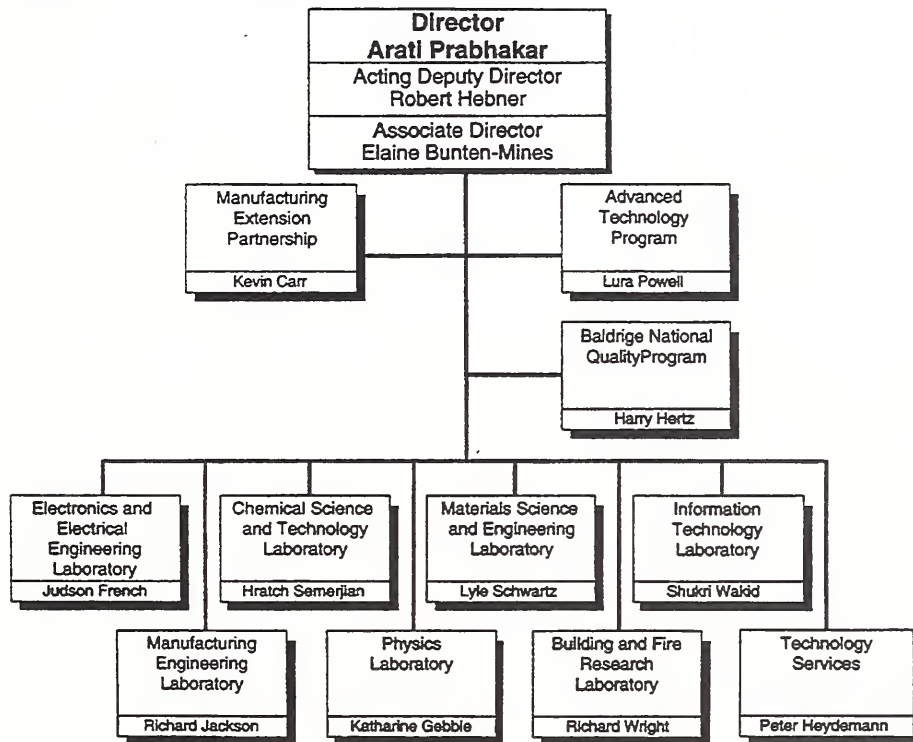 Director
Arati Prabhakar
Acting Deputy Director
Robert Hebner
Associate Director
Elaine Bunten-Mines
Manufacturing
Extension
Partnership
Kevin Carr
Advanced
Technology
Program
Lura Powell
Baldrige National
QualityProgram
Harry Hertz
Electronics and
Electrical
Engineering
Laboratory
Judson French
Chemical Science
and Technology
Laboratory
Hratch Semerjian
Materials Science
and Engineering
Laboratory
Lyle Schwartz
Information
Technology
Laboratory
Shukri Wakid
Manufacturing
Engineering
Laboratory
Richard Jackson
Physics
Laboratory
Katharine Gebbie
Building and Fire
Research
Laboratory
Richard Wright
Technology
Services
Peter Heydemann